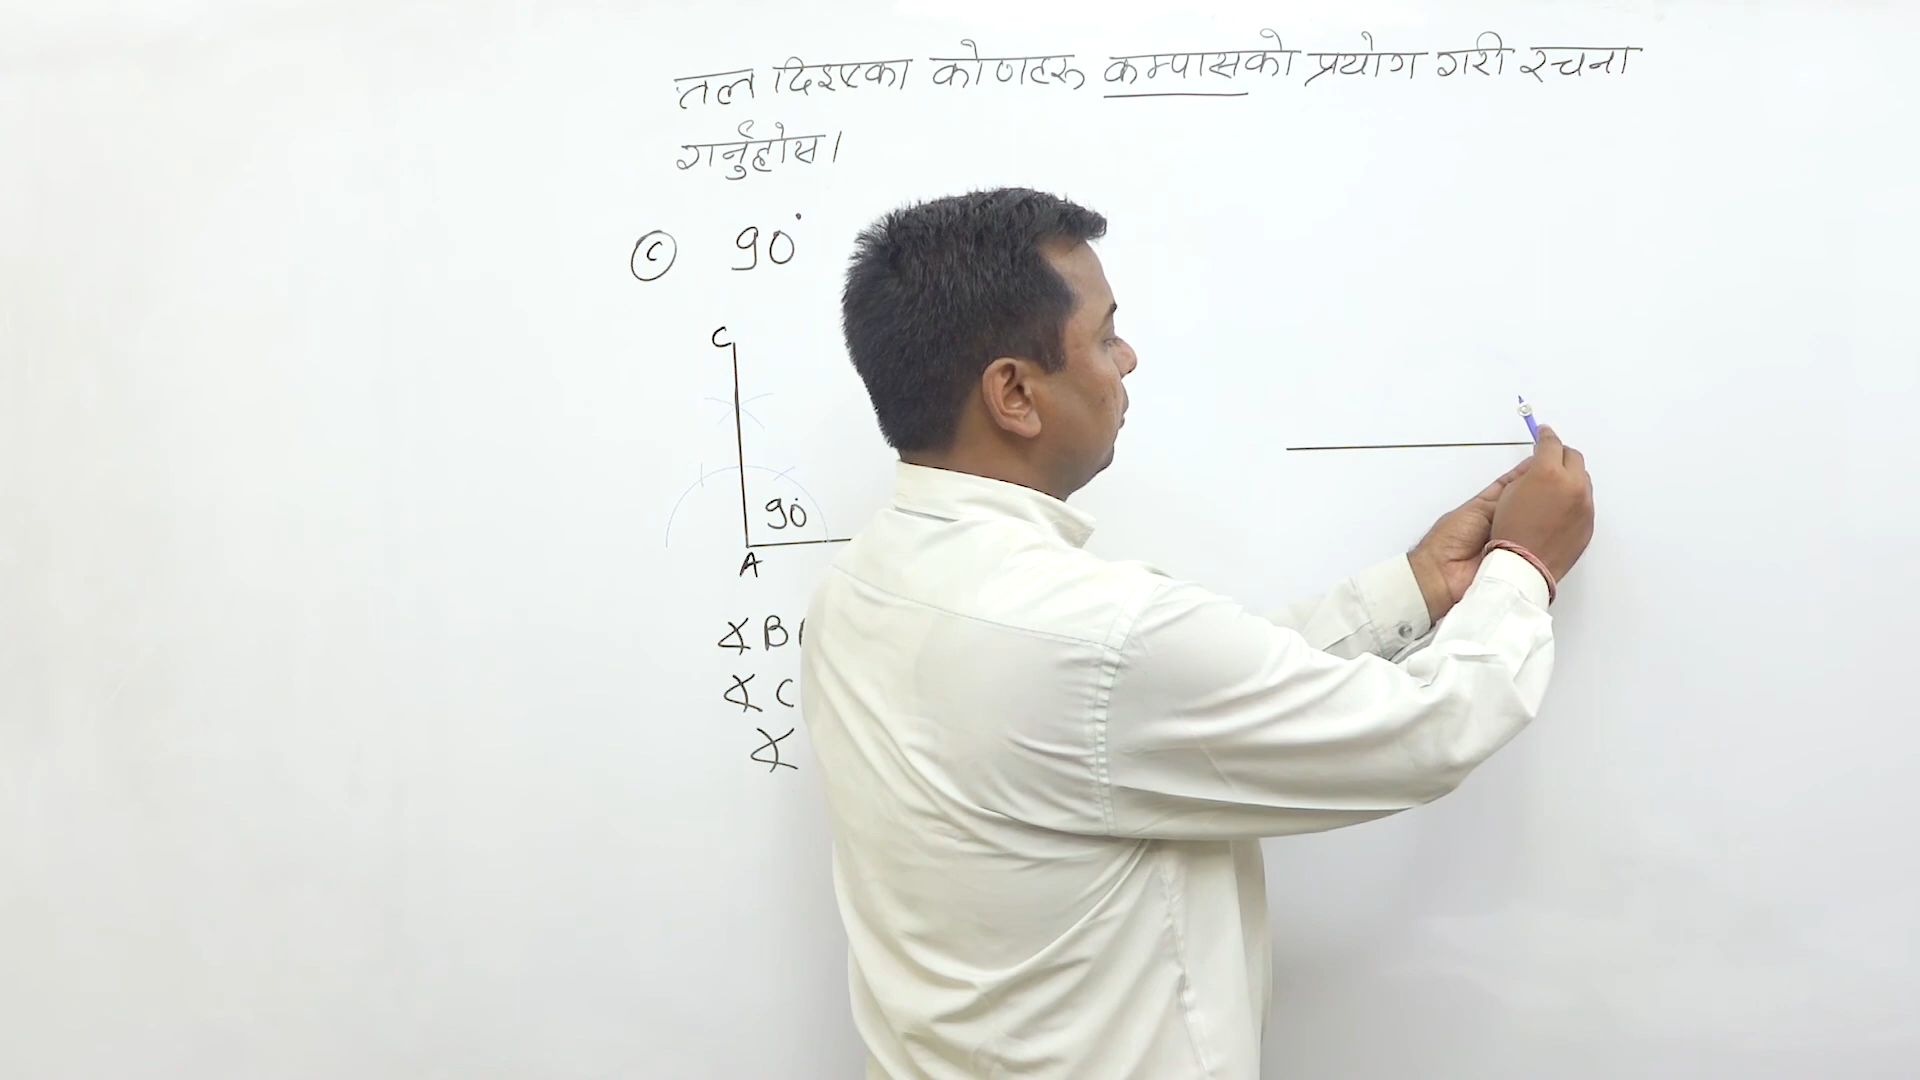 तल दिइएका कोणहरू कम्पासको प्रयोग गरी रचना
गर्नुहोस।
(c) 90°
C
90°
A
∡B
∡C
∡